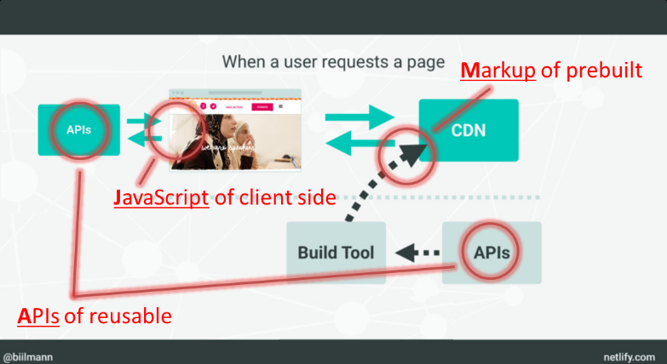 When a user requests a page
Markup of prebuilt
APIs
CDN
JavaScript of client side
Build Tool
APIs
APIs of reusable
@biilmann
netlify.com